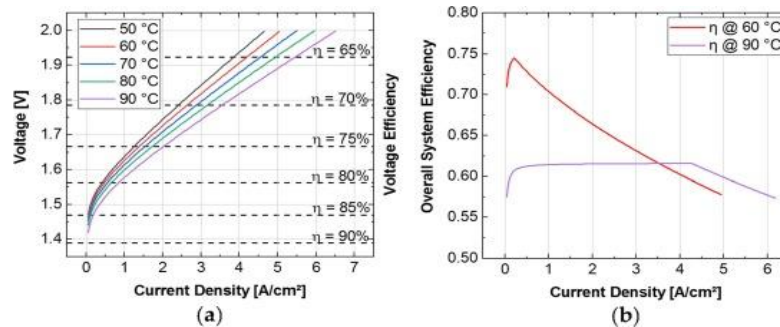 2.0
1.9
1.8
1.7
1.6
1.5
1.4
Voltage [V]
50 °C
60 °C
70 °C
80 °C
90 °C
η = 65%
η = 70%
η = 75%
η = 80%
η = 85%
η = 90%
Voltage Efficiency
0 1 2 3 4 5 6 7
Current Density [A/cm²]
(a)
0.80
0.75
0.70
0.65
0.60
0.55
0.50
Overall System Efficiency
η @ 60 °C
η @ 90 °C
0 1 2 3 4 5 6
Current Density [A/cm²]
(b)